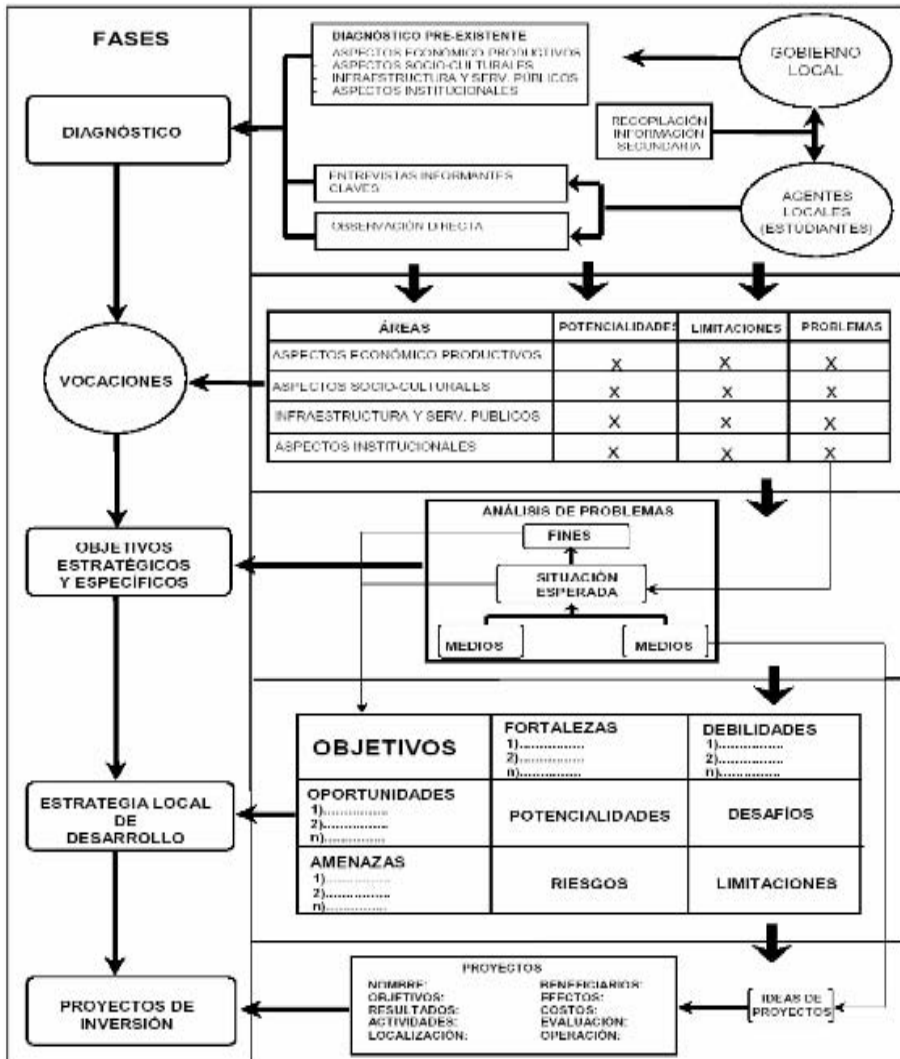 FASES
DIAGNÓSTICO
VOCACIONES
OBJETIVOS
ESTRATÉGICOS
Y ESPECÍFICOS
ESTRATEGIA LOCAL
DE
DESARROLLO
PROYECTOS DE
INVERSIÓN
DIAGNÓSTICO PRE-EXISTENTE
- ASPECTOS ECONÓMICO PRODUCTIVOS
- ASPECTOS SOCIO-CULTURALES
- INFRAESTRUCTURA Y SERV. PÚBLICOS
- ASPECTOS INSTITUCIONALES
GOBIERNO
LOCAL
RECOPILACIÓN
INFORMACIÓN
SECUNDARIA
ENTREVISTAS INFORMANTES
CLAVES
OBSERVACIÓN DIRECTA
AGENTES
LOCALES
(ESTUDIANTES)
ÁREAS POTENCIALIDADES LIMITACIONES PROBLEMAS
ASPECTOS ECONÓMICO PRODUCTIVOS X X X
ASPECTOS SOCIO-CULTURALES X X X
INFRAESTRUCTURA Y SERV. PUBLICOS X X X
ASPECTOS INSTITUCIONALES X X X
ANÁLISIS DE PROBLEMAS
FINES
SITUACIÓN
ESPERADA
MEDIOS MEDIOS
OBJETIVOS
FORTALEZAS
1)................
2)................
n)...............
DEBILIDADES
1)................
2)................
n)...............
OPORTUNIDADES
1)................
2)................
n)...............
POTENCIALIDADES
DESAFÍOS
AMENAZAS
1)................
2)................
n)...............
RIESGOS
LIMITACIONES
PROYECTOS
NOMBRE: BENEFICIARIOS:
OBJETIVOS: EFECTOS:
RESULTADOS: COSTOS:
ACTIVIDADES: EVALUACIÓN:
LOCALIZACIÓN: OPERACIÓN:
IDEAS DE
PROYECTOS